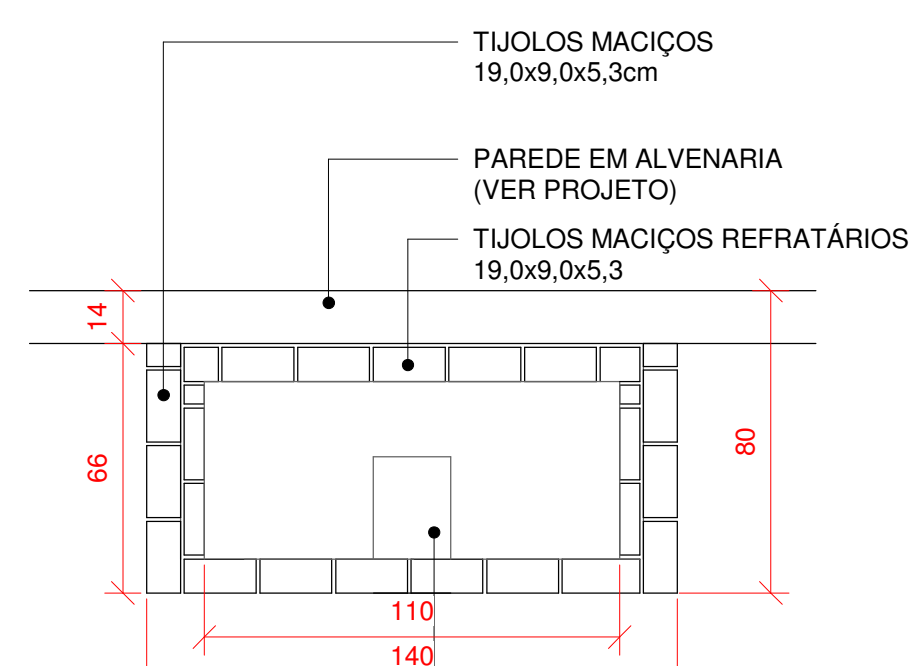 TIJOLOS MACIÇOS
19,0x9,0x5,3cm
PAREDE EM ALVENARIA
(VER PROJETO)
TIJOLOS MACIÇOS REFRATÁRIOS
19,0x9,0x5,3
14
66
80
110
140